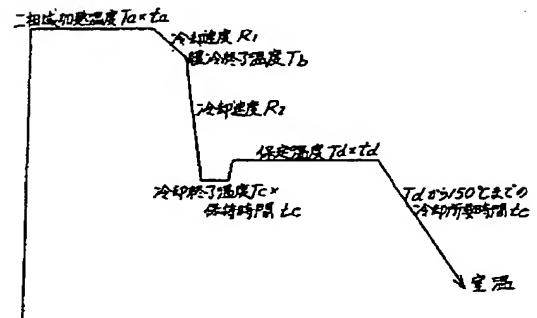 二相域加熱温度Ta×ta
冷却速度R1
緩冷終了温度Tb
冷却速度R2
保定温度Td×td
冷却終了温度Tc×
保持時間tc
Tdから150℃までの
冷却所要時間tc
室温